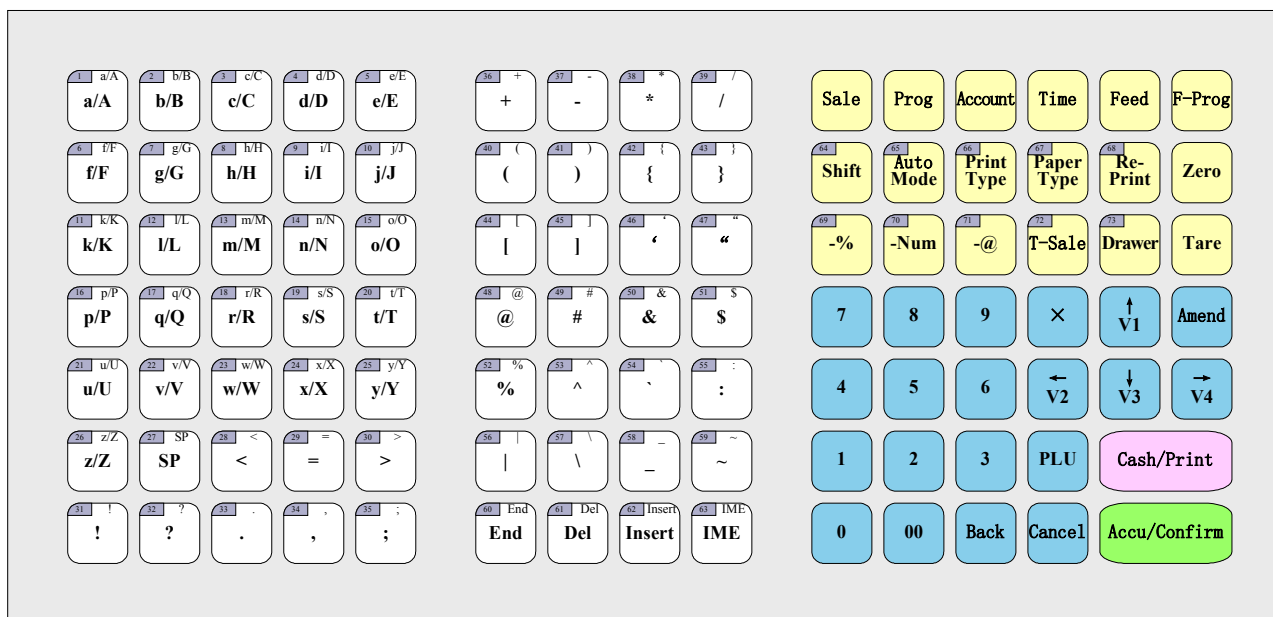 1 a/A 2 b/B 3 c/C 4 d/D 5 e/E 36 + 37 - 38 * 39 /
a/A b/B c/C d/D e/E + - * / Sale Prog Account Time Feed F-Prog
6 f/F 7 g/G 8 h/H 9 i/I 10 j/J 40 ( 41 ) 42 { 43 } 64 65 66 67 68
f/F g/G h/H i/I j/J ( ) { } Shift Auto Mode Print Type Paper Type Re-Print Zero
11 k/K 12 l/L 13 m/M 14 n/N 15 o/O 44 [ 45 ] 46 ‘ 47 “ 69 70 71 72 73
k/K l/L m/M n/N o/O [ ] ‘ “ -% -Num -@ T-Sale Drawer Tare
16 p/P 17 q/Q 18 r/R 19 s/S 20 t/T 48 @ 49 # 50 & 51 $
p/P q/Q r/R s/S t/T @ # & $ 7 8 9 × ↑ V1 Amend
21 u/U 22 v/V 23 w/W 24 x/X 25 y/Y 52 % 53 ^ 54 ` 55 :
u/U v/V w/W x/X y/Y % ^ ` : 4 5 6 ← V2 ↓ V3 → V4
26 z/Z 27 SP 28 < 29 = 30 > 56 | 57 \ 58 _ 59 ~
z/Z SP < = > | \ _ ~ 1 2 3 PLU Cash/Print
31 ! 32 ? 33 . 34 , 35 ; 60 End 61 Del 62 Insert 63 IME
! ? . , ; End Del Insert IME 0 00 Back Cancel Accu/Confirm